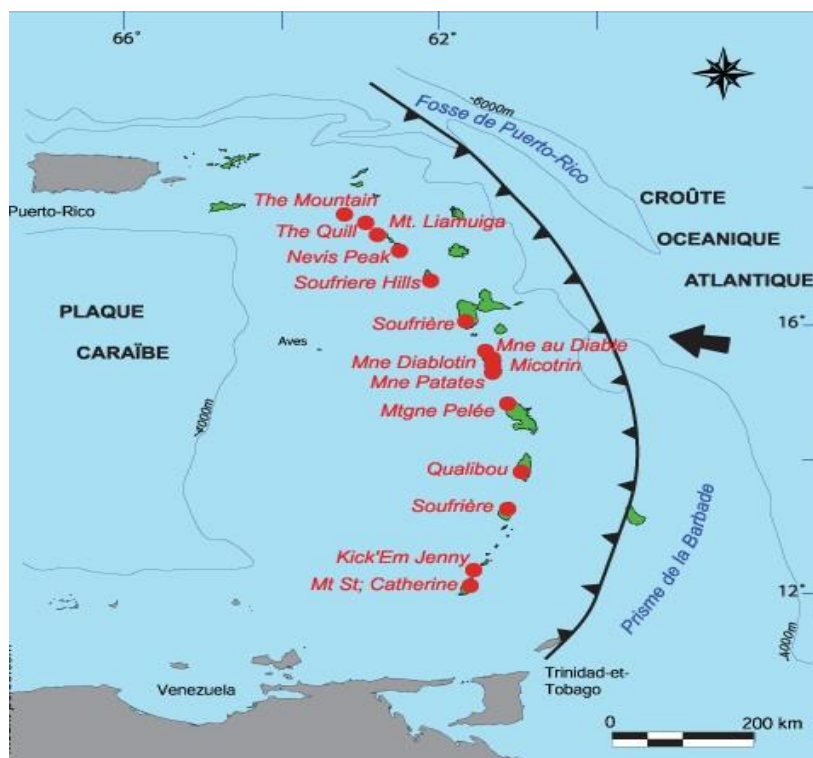 66°
62°
-6000m
Fosse de Puerto-Rico
CROÛTE
OCEANIQUE
ATLANTIQUE
Puerto-Rico
The Mountain
The Quill
Mt. Liamuiga
Nevis Peak
Soufriere Hills
PLAQUE
CARAÏBE
Aves
Soufrière
16°
Mne au Diable
Mne Diablotin
Micotrin
Mne Patates
Mtgne Pelée
-4000m
Qualibou
Soufrière
Kick'Em Jenny
Mt St; Catherine
12°
Prisme de la Barbade
4000m
Venezuela
Trinidad-et-
Tobago
0
200 km